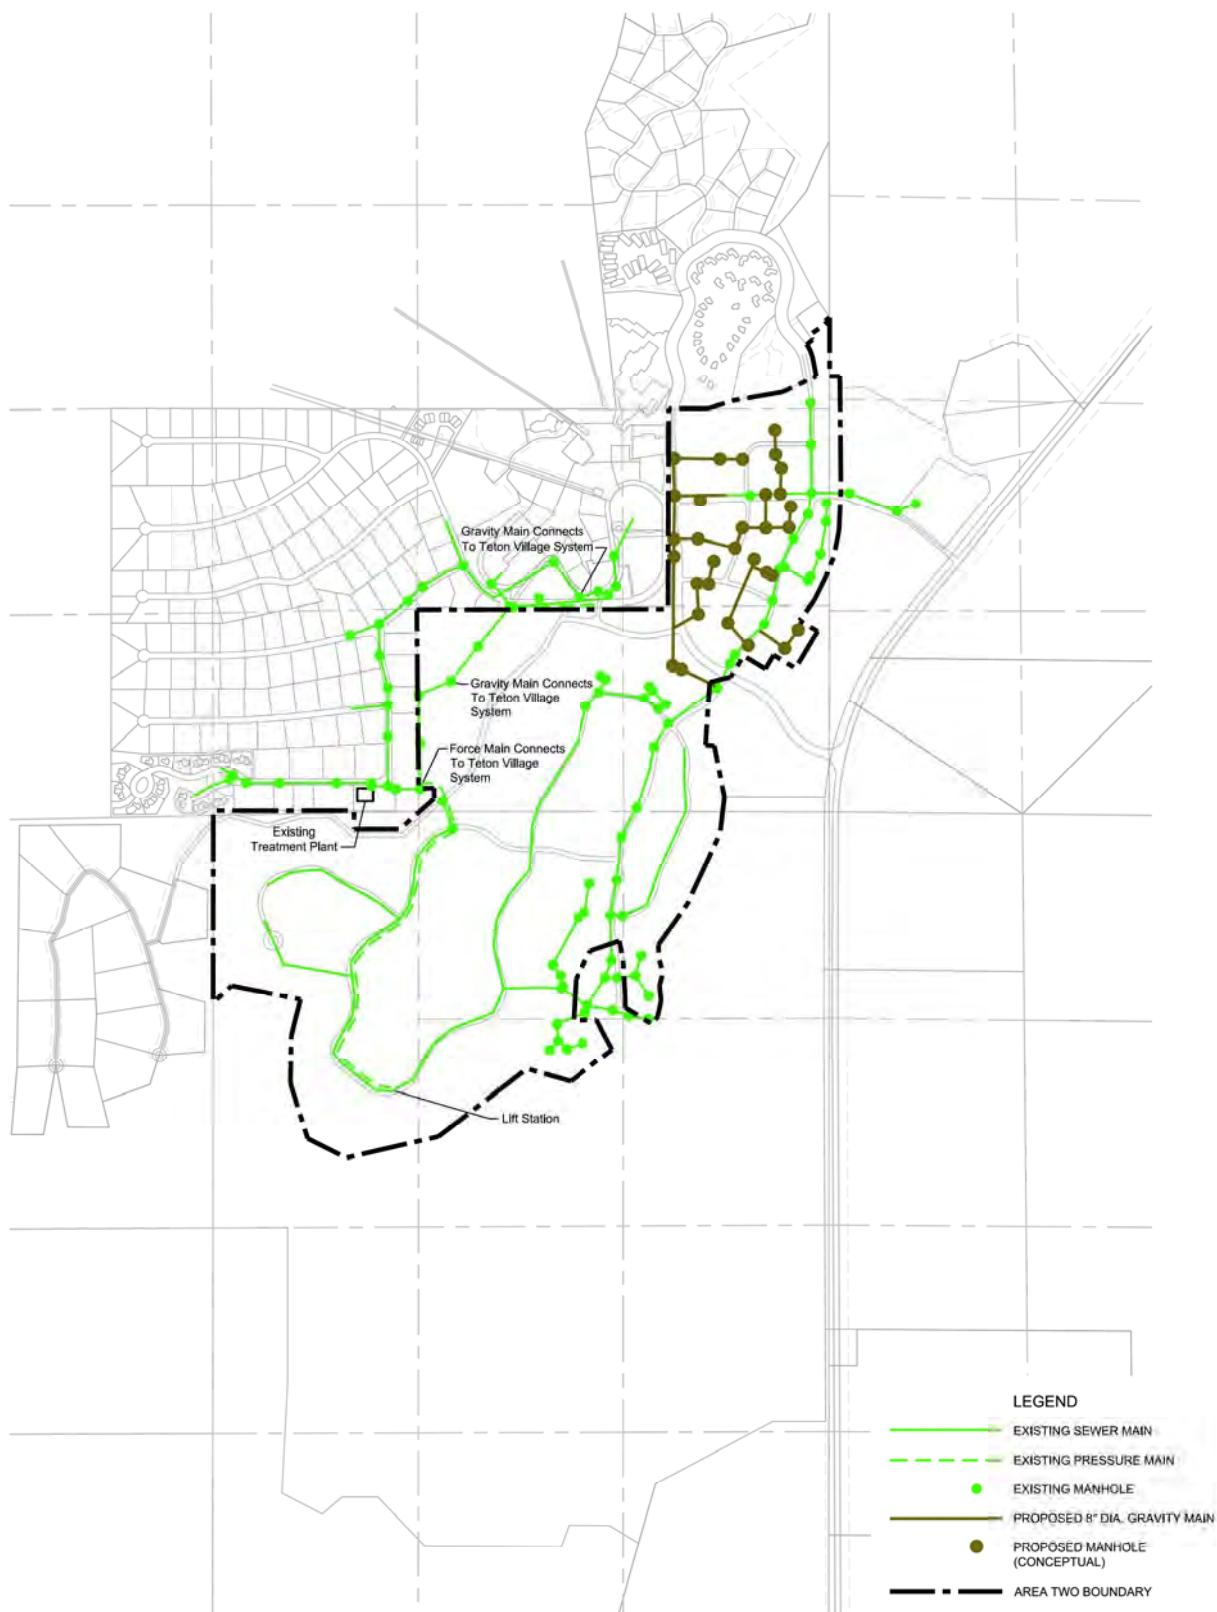 Gravity Main Connects
To Teton Village System
Gravity Main Connects
To Teton Village
System
Force Main Connects
To Teton Village
System
Existing
Treatment Plant
Lift Station
LEGEND
EXISTING SEWER MAIN
EXISTING PRESSURE MAIN
EXISTING MANHOLE
PROPOSED 8" DIA. GRAVITY MAIN
PROPOSED MANHOLE
(CONCEPTUAL)
AREA TWO BOUNDARY